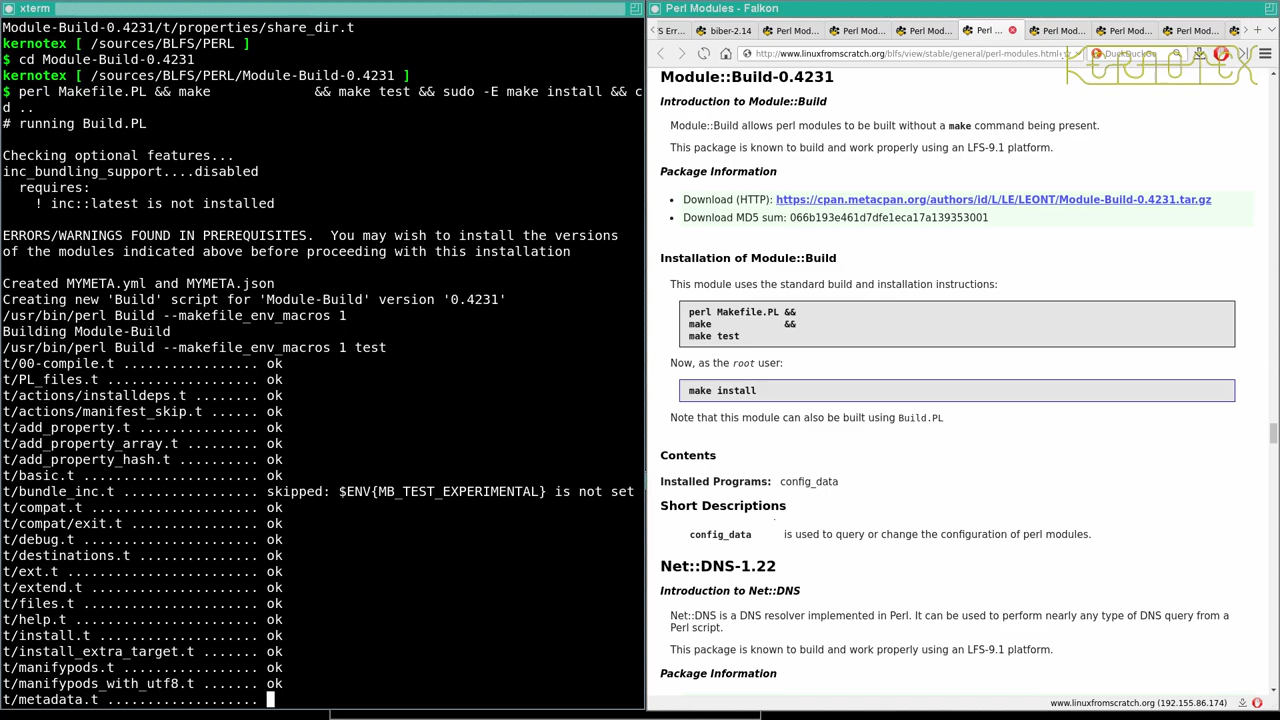 xterm
Module-Build-0.4231/t/properties/share_dir.t
kernotex [ /sources/BLFS/PERL ]
$ cd Module-Build-0.4231
kernotex [ /sources/BLFS/PERL/Module-Build-0.4231 ]
$ perl Makefile.PL && make            && make test && sudo -E make install && c
d ..
# running Build.PL
Checking optional features...
inc_bundling_support....disabled
  requires:
    ! inc::latest is not installed
ERRORS/WARNINGS FOUND IN PREREQUISITES.  You may wish to install the versions
of the modules indicated above before proceeding with this installation
Created MYMETA.yml and MYMETA.json
Creating new 'Build' script for 'Module-Build' version '0.4231'
/usr/bin/perl Build --makefile_env_macros 1
Building Module-Build
/usr/bin/perl Build --makefile_env_macros 1 test
t/00-compile.t ................. ok
t/PL_files.t ................... ok
t/actions/installdeps.t ........ ok
t/actions/manifest_skip.t ...... ok
t/add_property.t ............... ok
t/add_property_array.t ......... ok
t/add_property_hash.t .......... ok
t/basic.t ...................... ok
t/bundle_inc.t ................. skipped: $ENV{MB_TEST_EXPERIMENTAL} is not set
t/compat.t ..................... ok
t/compat/exit.t ................ ok
t/debug.t ...................... ok
t/destinations.t ............... ok
t/ext.t ........................ ok
t/extend.t ..................... ok
t/files.t ...................... ok
t/help.t ....................... ok
t/install.t .................... ok
t/install_extra_target.t ....... ok
t/manifypods.t ................. ok
t/manifypods_with_utf8.t ....... ok
t/metadata.t ...................
Perl Modules - Falkon
S Err... biber-2.14 Perl Mod... Perl Mod... Perl Mod... Perl ... Perl Mod... Perl Mod... Perl Mod...
http://www.linuxfromscratch.org/blfs/view/stable/general/perl-modules.html DuckDuckGo
KERNOTEX
Module::Build-0.4231
Introduction to Module::Build
Module::Build allows perl modules to be built without a make command being present.
This package is known to build and work properly using an LFS-9.1 platform.
Package Information
• Download (HTTP): https://cpan.metacpan.org/authors/id/L/LE/LEONT/Module-Build-0.4231.tar.gz
• Download MD5 sum: 066b193e461d7dfe1eca17a139353001
Installation of Module::Build
This module uses the standard build and installation instructions:
perl Makefile.PL &&
make             &&
make test
Now, as the root user:
make install
Note that this module can also be built using Build.PL
Contents
Installed Programs: config_data
Short Descriptions
config_data is used to query or change the configuration of perl modules.
Net::DNS-1.22
Introduction to Net::DNS
Net::DNS is a DNS resolver implemented in Perl. It can be used to perform nearly any type of DNS query from a
Perl script.
This package is known to build and work properly using an LFS-9.1 platform.
Package Information
www.linuxfromscratch.org (192.155.86.174)